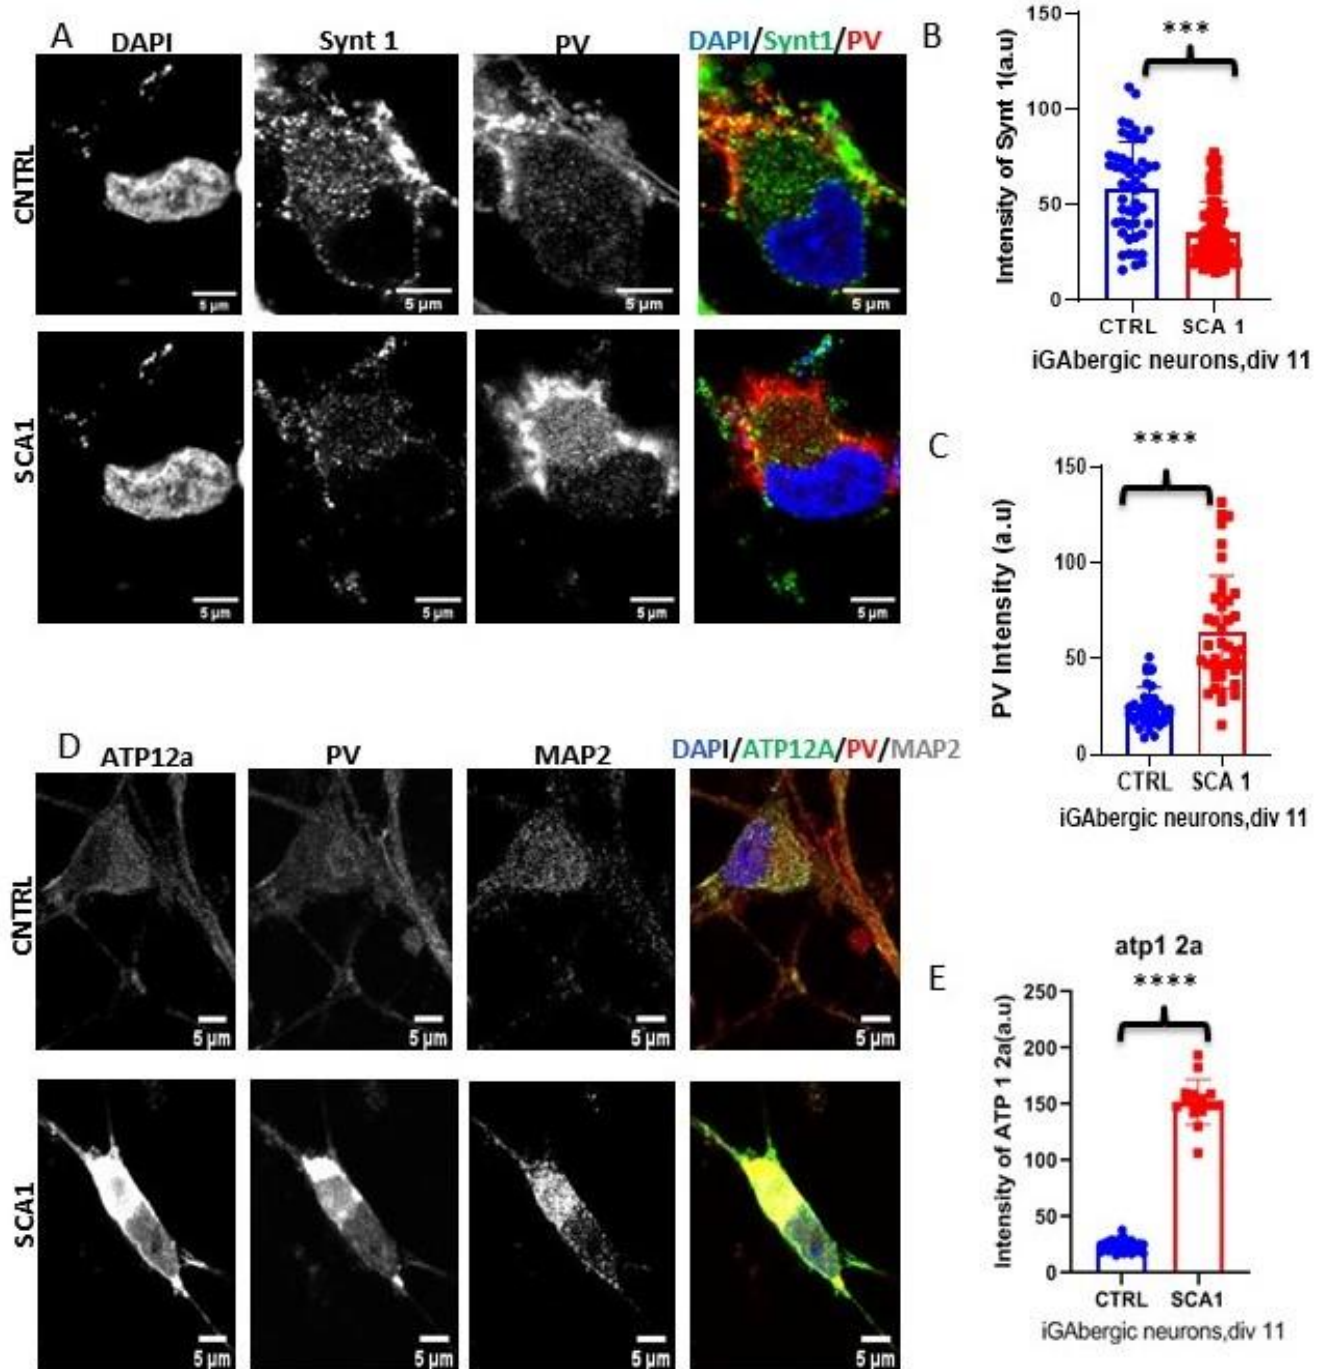 A
DAPI
Synt 1
PV
DAPI/Synt1/PV
CNTRL
5 µm
5 µm
5 µm
5 µm
SCA1
5 µm
5 µm
5 µm
5 µm
B
150
100
50
0
Intensity of Synt 1(a.u)
***
CTRL
SCA 1
iGAbergic neurons,div 11
C
150
100
50
0
PV Intensity (a.u)
****
CTRL
SCA 1
iGAbergic neurons,div 11
D
ATP12a
PV
MAP2
DAPI/ATP12A/PV/MAP2
CNTRL
5 µm
5 µm
5 µm
5 µm
SCA1
5 µm
5 µm
5 µm
5 µm
E
atp1 2a
****
250
200
150
100
50
0
Intensity of ATP 1 2a(a.u)
CTRL
SCA1
iGAbergic neurons,div 11